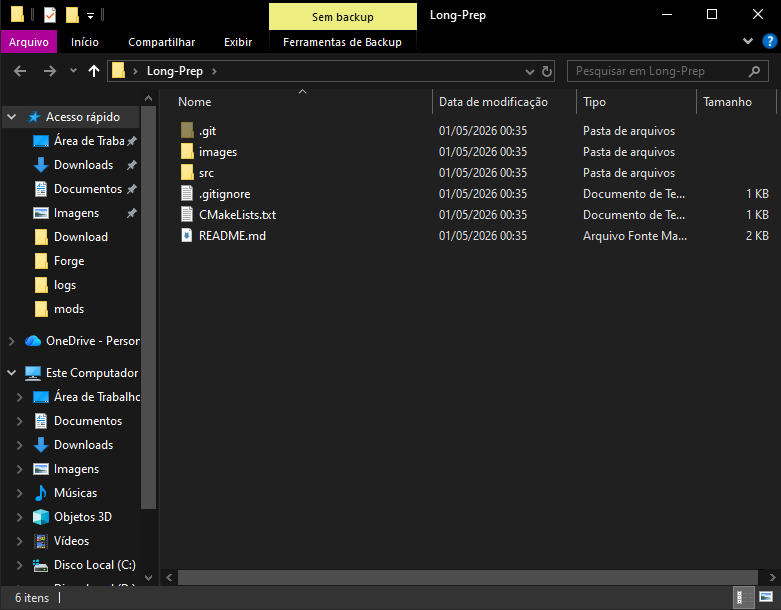 Sem backup
Long-Prep
Arquivo
Início
Compartilhar
Exibir
Ferramentas de Backup
Long-Prep
Pesquisar em Long-Prep
Nome
Data de modificação
Tipo
Tamanho
.git 01/05/2026 00:35 Pasta de arquivos
images 01/05/2026 00:35 Pasta de arquivos
src 01/05/2026 00:35 Pasta de arquivos
.gitignore 01/05/2026 00:35 Documento de Te... 1 KB
CMakeLists.txt 01/05/2026 00:35 Documento de Te... 1 KB
README.md 01/05/2026 00:35 Arquivo Fonte Ma... 2 KB
Acesso rápido
Área de Traba
Downloads
Documentos
Imagens
Download
Forge
logs
mods
OneDrive - Person
Este Computador
Área de Trabalho
Documentos
Downloads
Imagens
Músicas
Objetos 3D
Vídeos
Disco Local (C:)
6 itens